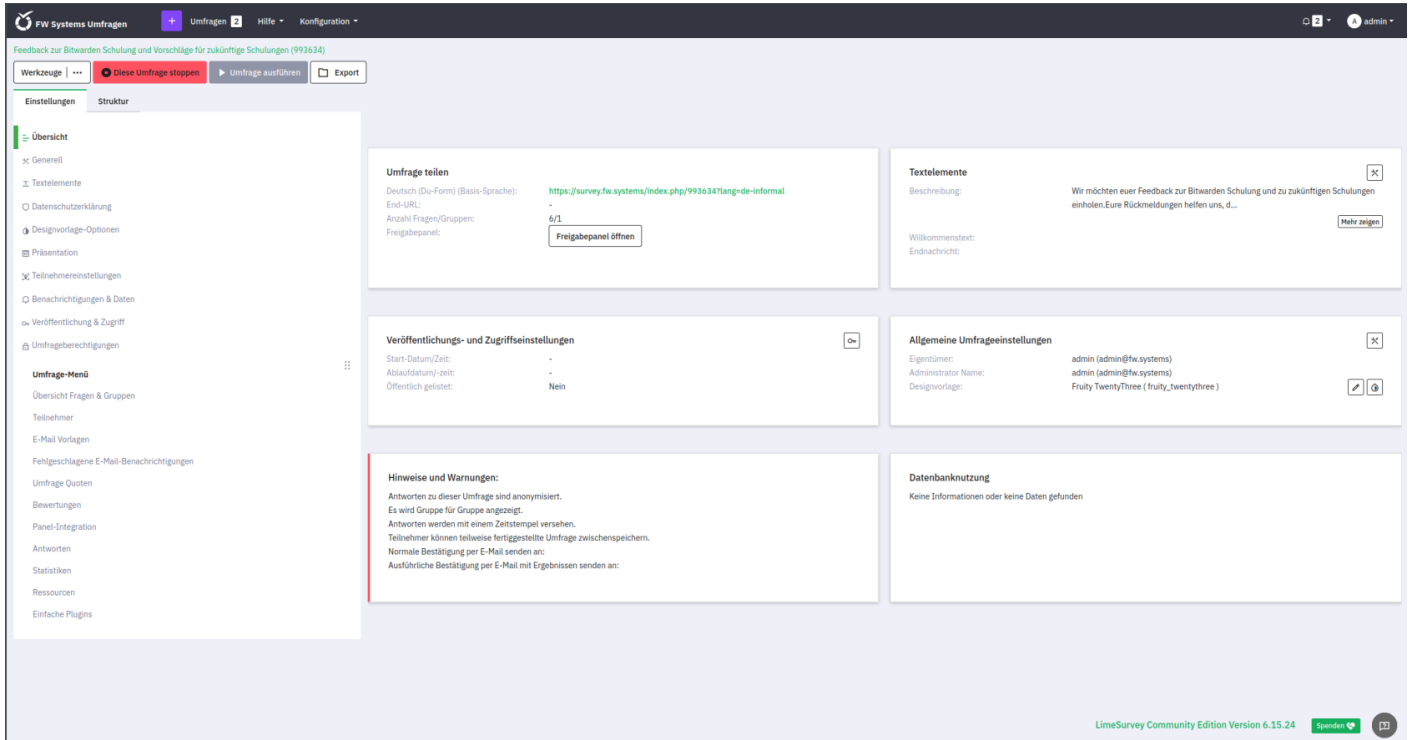 FW Systems Umfragen
+
Umfragen 2
Hilfe
Konfiguration
2
A admin
Feedback zur Bitwarden Schulung und Vorschläge für zukünftige Schulungen (993634)
Werkzeuge | ···
Diese Umfrage stoppen
Umfrage ausführen
Export
Einstellungen
Struktur
Übersicht
Generell
Textelemente
Datenschutzerklärung
Designvorlage-Optionen
Präsentation
Teilnehmereinstellungen
Benachrichtigungen & Daten
Veröffentlichung & Zugriff
Umfrageberechtigungen
Umfrage-Menü
Übersicht Fragen & Gruppen
Teilnehmer
E-Mail Vorlagen
Fehlgeschlagene E-Mail-Benachrichtigungen
Umfrage Quoten
Bewertungen
Panel-Integration
Antworten
Statistiken
Ressourcen
Einfache Plugins
Umfrage teilen
Deutsch (Du-Form) (Basis-Sprache): https://survey.fw.systems/index.php/993634?lang=de-informal
End-URL: -
Anzahl Fragen/Gruppen: 6/1
Freigabepanel: Freigabepanel öffnen
Textelemente
Beschreibung: Wir möchten euer Feedback zur Bitwarden Schulung und zu zukünftigen Schulungen
einholen.Eure Rückmeldungen helfen uns, d...
Mehr zeigen
Willkommenstext:
Endnachricht:
Veröffentlichungs- und Zugriffseinstellungen
Start-Datum/Zeit: -
Ablaufdatum/-zeit: -
Öffentlich gelistet: Nein
Allgemeine Umfrageeinstellungen
Eigentümer: admin (admin@fw.systems)
Administrator Name: admin (admin@fw.systems)
Designvorlage: Fruity TwentyThree ( fruity_twentythree )
Hinweise und Warnungen:
Antworten zu dieser Umfrage sind anonymisiert.
Es wird Gruppe für Gruppe angezeigt.
Antworten werden mit einem Zeitstempel versehen.
Teilnehmer können teilweise fertiggestellte Umfrage zwischenspeichern.
Normale Bestätigung per E-Mail senden an:
Ausführliche Bestätigung per E-Mail mit Ergebnissen senden an:
Datenbanknutzung
Keine Informationen oder keine Daten gefunden
LimeSurvey Community Edition Version 6.15.24
Spenden